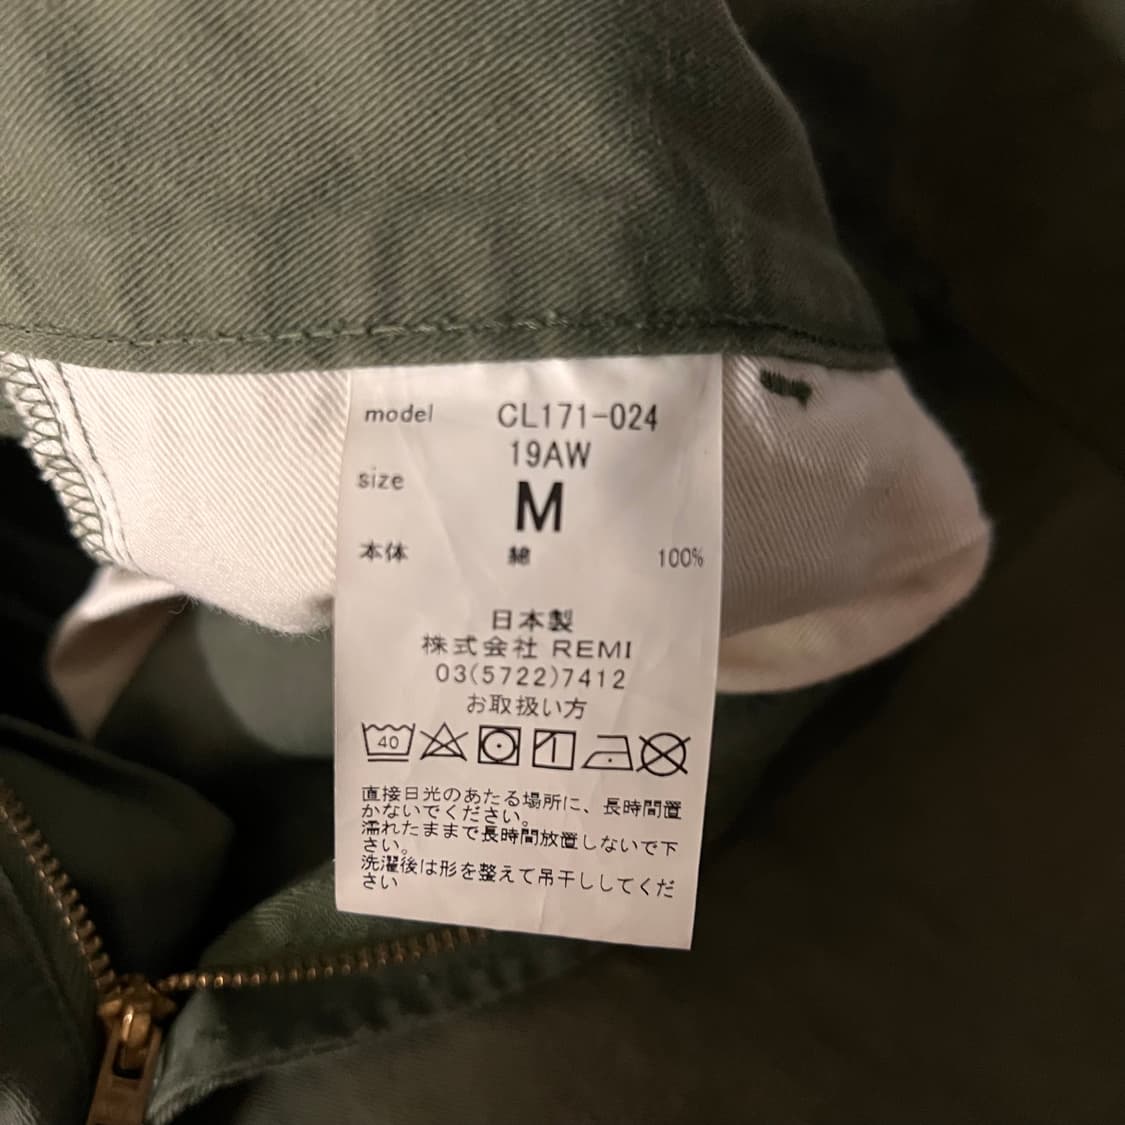 model CL171-024
19AW
size M
本体 綿 100%
日本製
株式会社 REMI
03(5722)7412
お取扱い方
40
直接日光のあたる場所に、長時間置
かないでください。
濡れたままで長時間放置しないで下
さい。
洗濯後は形を整えて吊干ししてくだ
さい